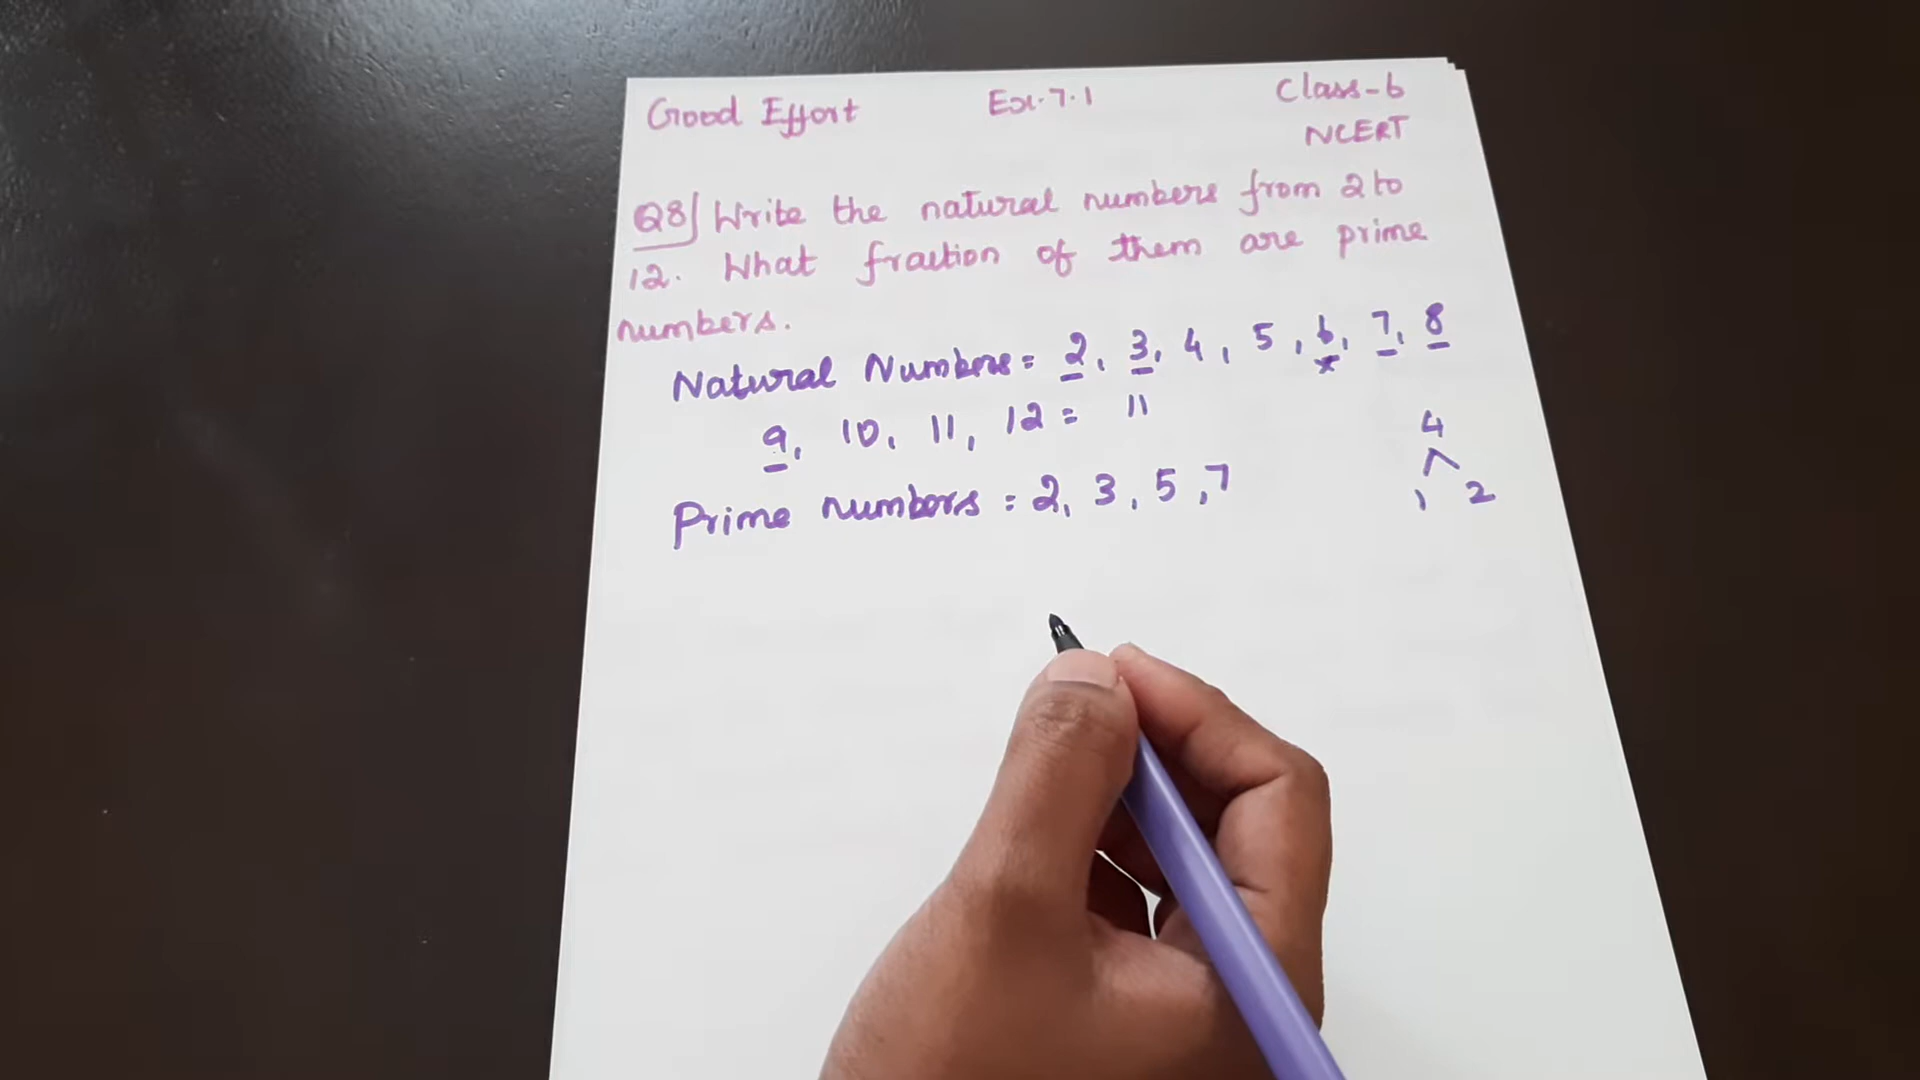 Good Effort Ex.7.1 Class-6
NCERT
Q8 Write the natural numbers from 2 to
12. What fraction of them are prime
numbers.
Natural Numbers = 2, 3, 4, 5, 6, 7, 8
9, 10, 11, 12 = 11
Prime numbers = 2, 3, 5, 7
4
1 2